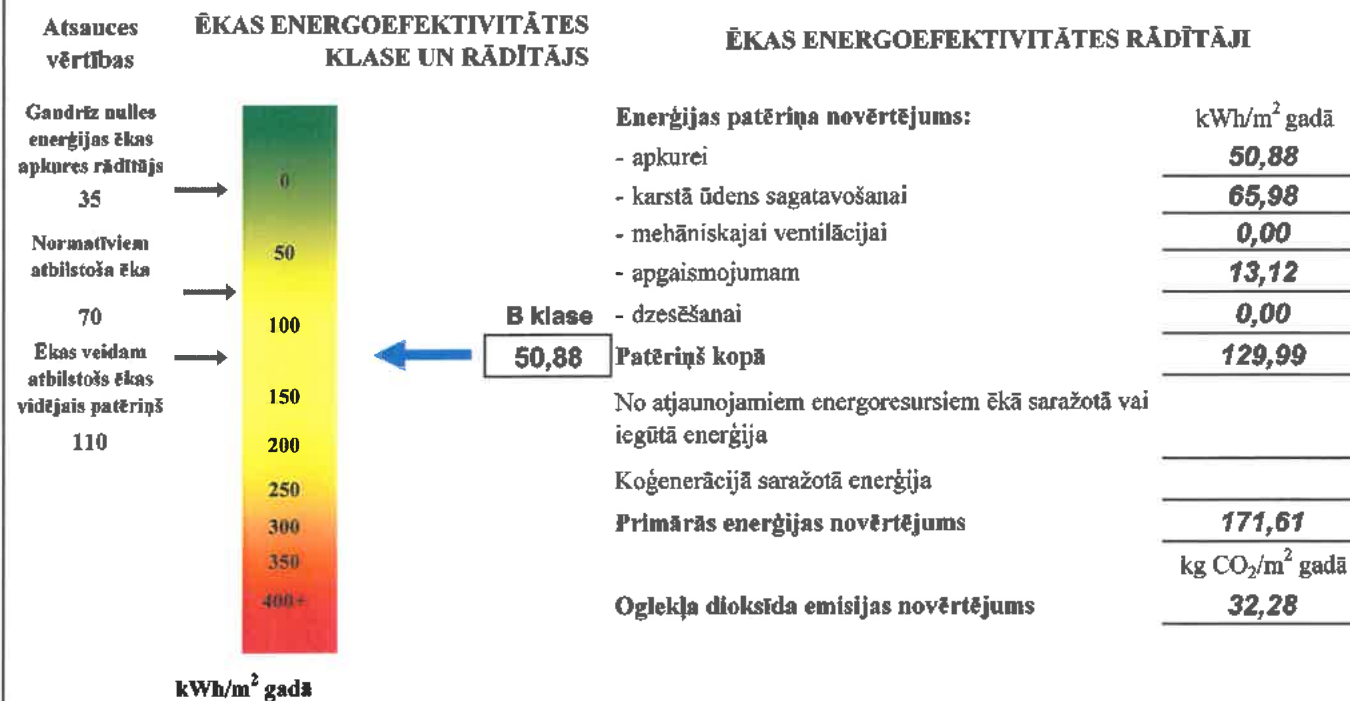 Atsauces
vērtības
Gandrīz nulles
enerģijas ēkas
apkures rādītājs
35
Normatīviem
atbilstoša ēka
70
Ēkas veidam
atbilstošs ēkas
vidējais patēriņš
110
ĒKAS ENERGOEFEKTIVITĀTES
KLASE UN RĀDĪTĀJS
0
50
100
150
200
250
300
350
400+
kWh/m² gadā
B klase
50,88
ĒKAS ENERGOEFEKTIVITĀTES RĀDĪTĀJI
Enerģijas patēriņa novērtējums: kWh/m² gadā
- apkurei 50,88
- karstā ūdens sagatavošanai 65,98
- mehāniskajai ventilācijai 0,00
- apgaismojumam 13,12
- dzesēšanai 0,00
Patēriņš kopā 129,99
No atjaunojamiem energoresursiem ēkā saražotā vai
iegūtā enerģija
Koģenerācijā saražotā enerģija
Primārās enerģijas novērtējums 171,61
kg CO₂/m² gadā
Oglekļa dioksīda emisijas novērtējums 32,28